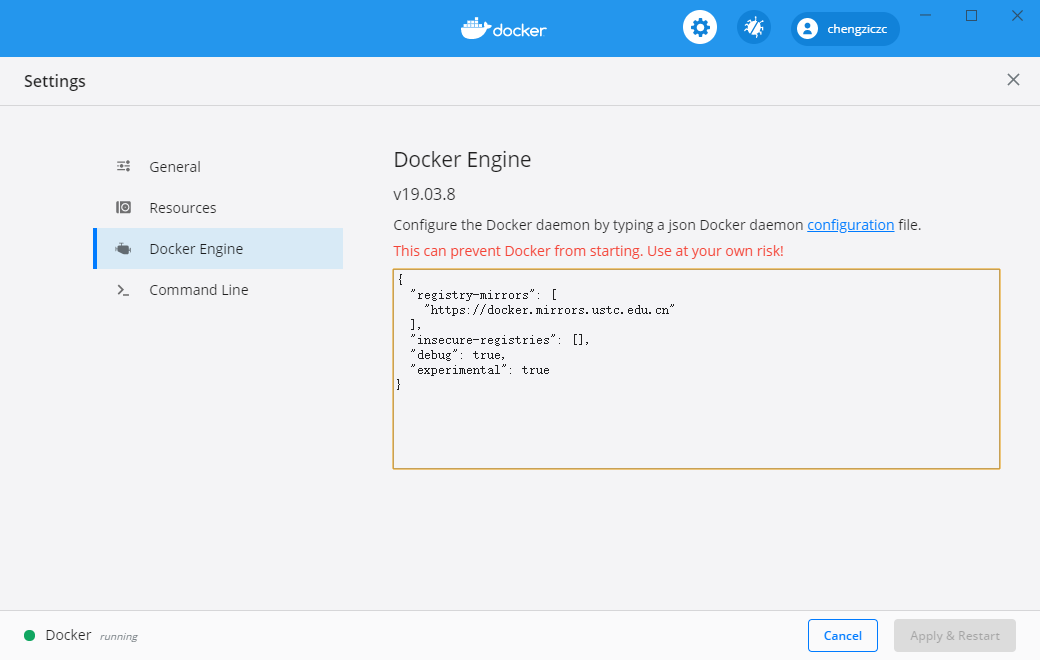 docker
chengziczc
Settings
General
Resources
Docker Engine
Command Line
Docker Engine
v19.03.8
Configure the Docker daemon by typing a json Docker daemon configuration file.
This can prevent Docker from starting. Use at your own risk!
{
  "registry-mirrors": [
    "https://docker.mirrors.ustc.edu.cn"
  ],
  "insecure-registries": [],
  "debug": true,
  "experimental": true
}
Docker running
Cancel
Apply & Restart